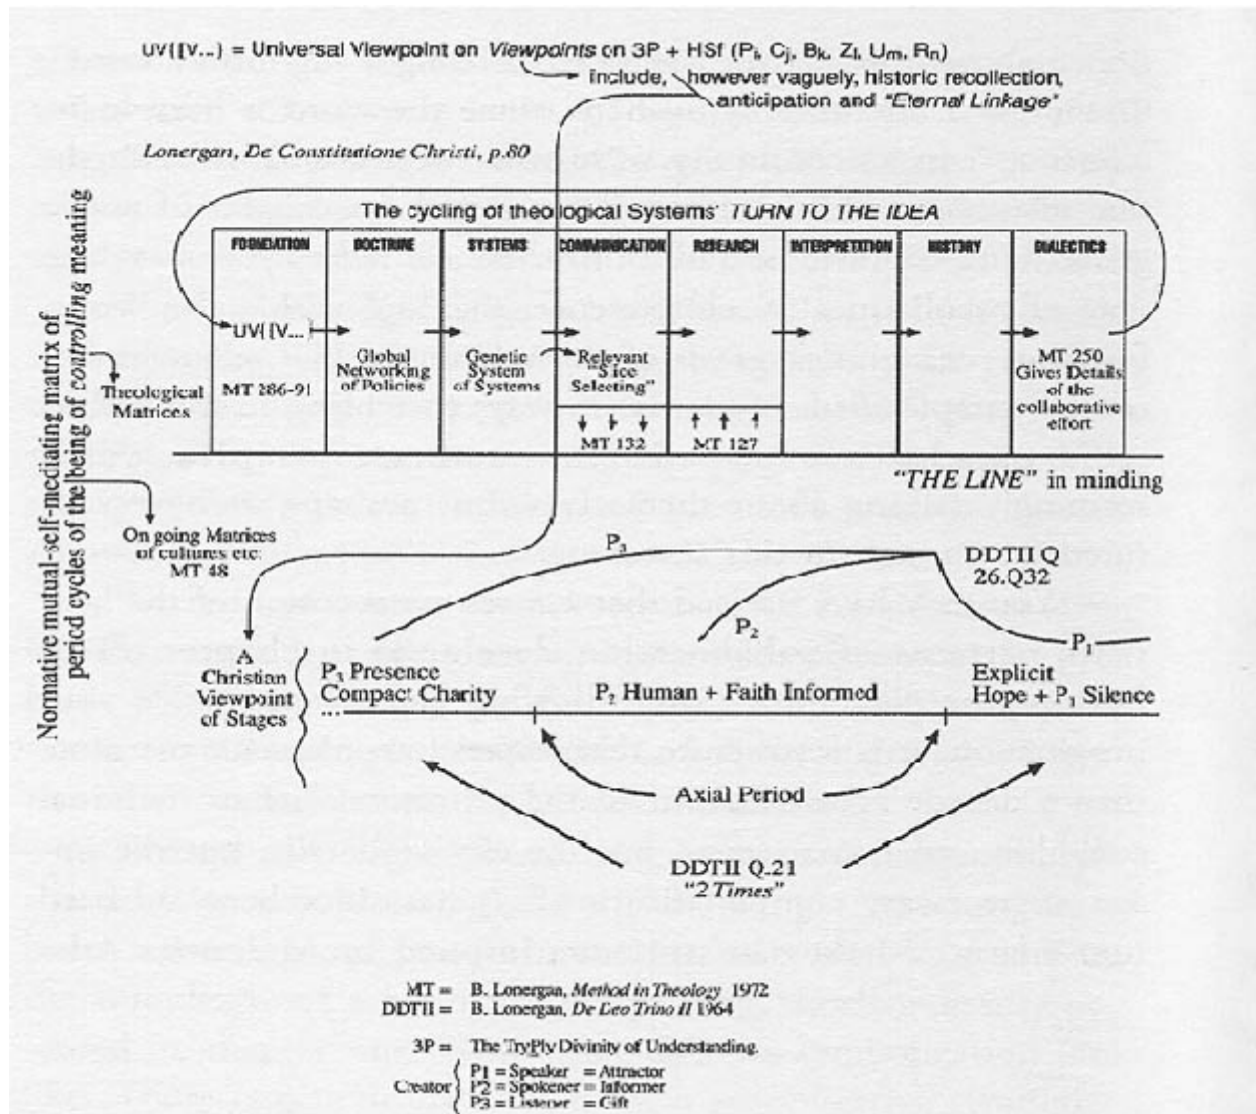 UV([V...) = Universal Viewpoint on Viewpoints on 3P + HSf (Pi, Cj, Bk, Zl, Um, Rn)
include, however vaguely, historic recollection,
anticipation and "Eternal Linkage"
Lonergan, De Constitutione Christi, p.80
Normative mutual-self-mediating matrix of
period cycles of the being of controlling meaning
The cycling of theological Systems' TURN TO THE IDEA
FOUNDATION DOCTRINE SYSTEMS COMMUNICATION RESEARCH INTERPRETATION HISTORY DIALECTICS
UV([V...]
MT 286-91
Global
Networking
of Policies
Genetic
System
of Systems
Relevant
"Slice
Selecting"
MT 132
MT 127
MT 250
Gives Details
of the
collaborative
effort
Theological
Matrices
"THE LINE" in minding
On going Matrices
of cultures etc
MT 48
P3
DDTII Q
26.Q32
P2
P1
A
Christian
Viewpoint
of Stages
P3 Presence
Compact Charity
...
P2 Human + Faith Informed
Explicit
Hope + P1 Silence
Axial Period
DDTII Q.21
"2 Times"
MT = B. Lonergan, Method in Theology 1972
DDTII = B. Lonergan, De Deo Trino II 1964
3P = The TryPly Divinity of Understanding
Creator { P1 = Speaker = Attractor
P2 = Spokener = Informer
P3 = Listener = Gift